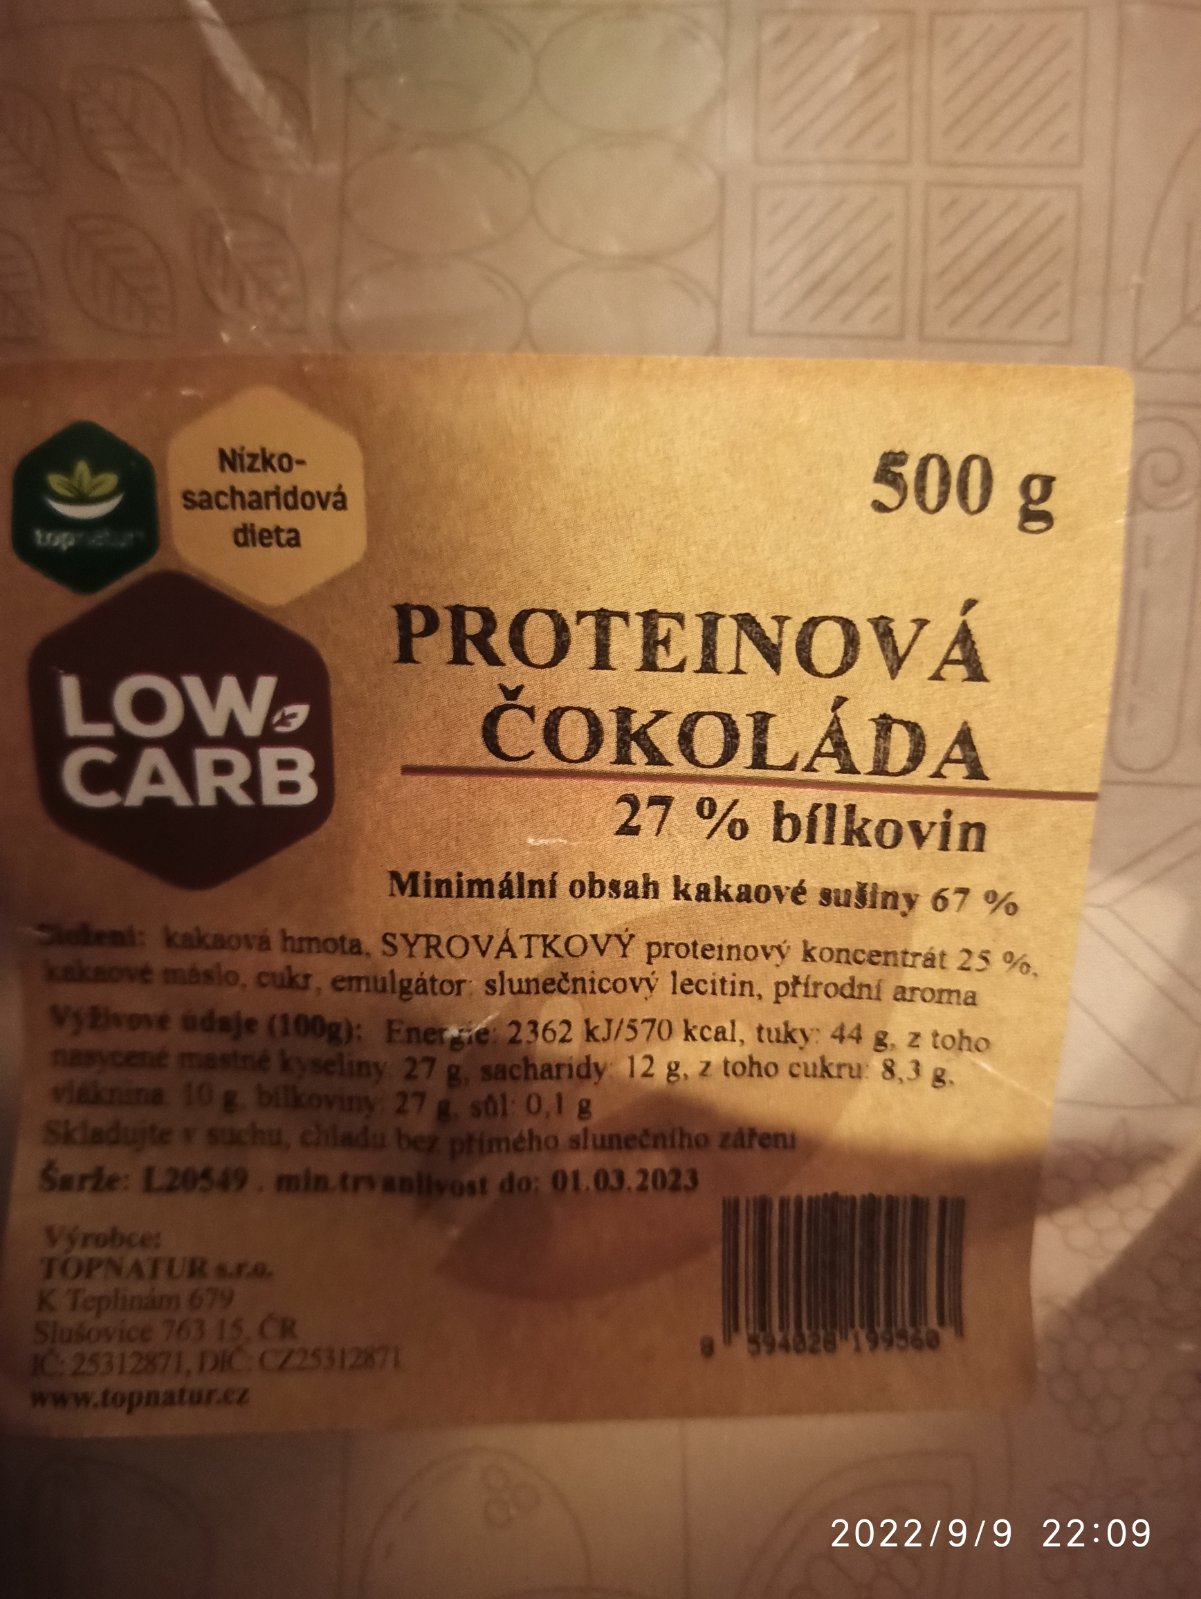 500 g
topnatur
Nízko-
sacharidová
dieta
LOW
CARB
PROTEINOVÁ
ČOKOLÁDA
27 % bílkovin
Minimální obsah kakaové sušiny 67 %
Složení: kakaová hmota, SYROVÁTKOVÝ proteinový koncentrát 25 %,
kakaové máslo, cukr, emulgátor: slunečnicový lecitin, přírodní aroma
Výživové údaje (100g): Energie: 2362 kJ/570 kcal, tuky: 44 g, z toho
nasycené mastné kyseliny: 27 g, sacharidy: 12 g, z toho cukru: 8,3 g,
vláknina: 10 g, bílkoviny: 27 g, sůl: 0,1 g
Skladujte v suchu, chladu bez přímého slunečního záření
Šarže: L20549 . min.trvanlivost do: 01.03.2023
Výrobce:
TOPNATUR s.r.o.
K Teplinám 679
Slušovice 763 15, ČR
IČ: 25312871, DIČ: CZ25312871
www.topnatur.cz
8 594028 199560
2022/9/9 22:09